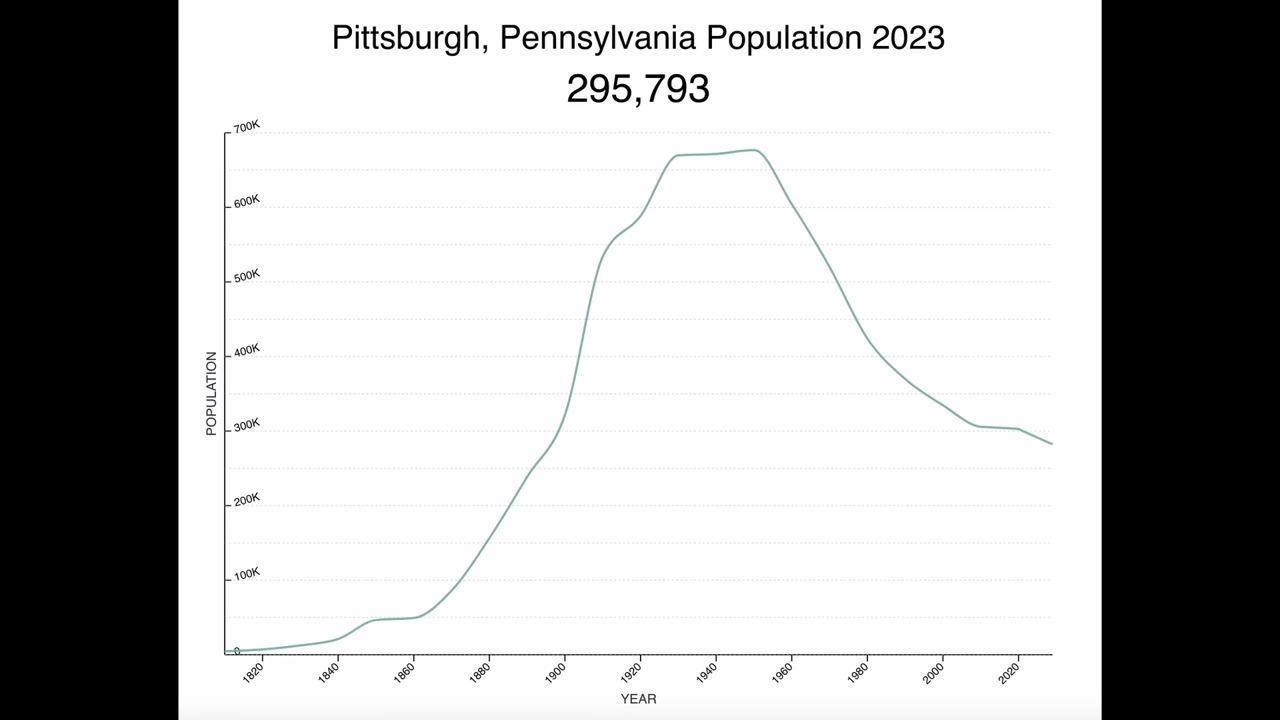 Pittsburgh, Pennsylvania Population 2023
295,793
700K
600K
500K
400K
300K
200K
100K
0
POPULATION
1820 1840 1860 1880 1900 1920 1940 1960 1980 2000 2020
YEAR